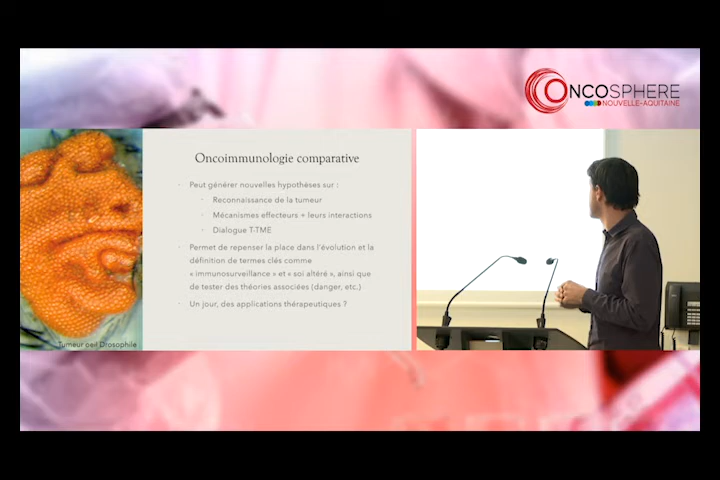 ONCOSPHERE
NOUVELLE-AQUITAINE
Oncoimmunologie comparative
· Peut générer nouvelles hypothèses sur :
· Reconnaissance de la tumeur
· Mécanismes effecteurs + leurs interactions
· Dialogue T-TME
· Permet de repenser la place dans l'évolution et la
définition de termes clés comme
« immunosurveillance » et « soi altéré », ainsi que
de tester des théories associées (danger, etc.)
· Un jour, des applications thérapeutiques ?
Tumeur oeil Drosophile